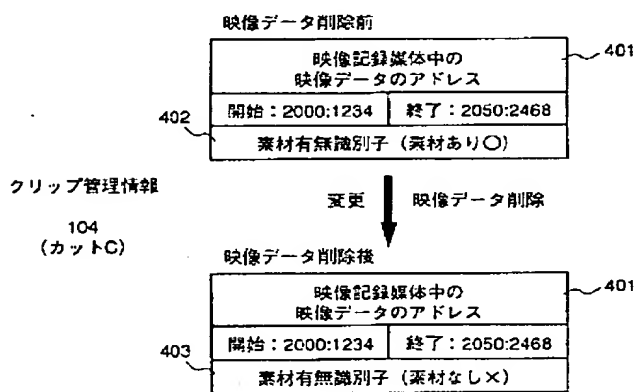 映像データ削除前
映像記録媒体中の
映像データのアドレス
401
開始：2000:1234
終了：2050:2468
402
素材有無識別子（素材あり○）
クリップ管理情報
104
（カットC）
変更
映像データ削除
映像データ削除後
映像記録媒体中の
映像データのアドレス
401
開始：2000:1234
終了：2050:2468
403
素材有無識別子（素材なし×）